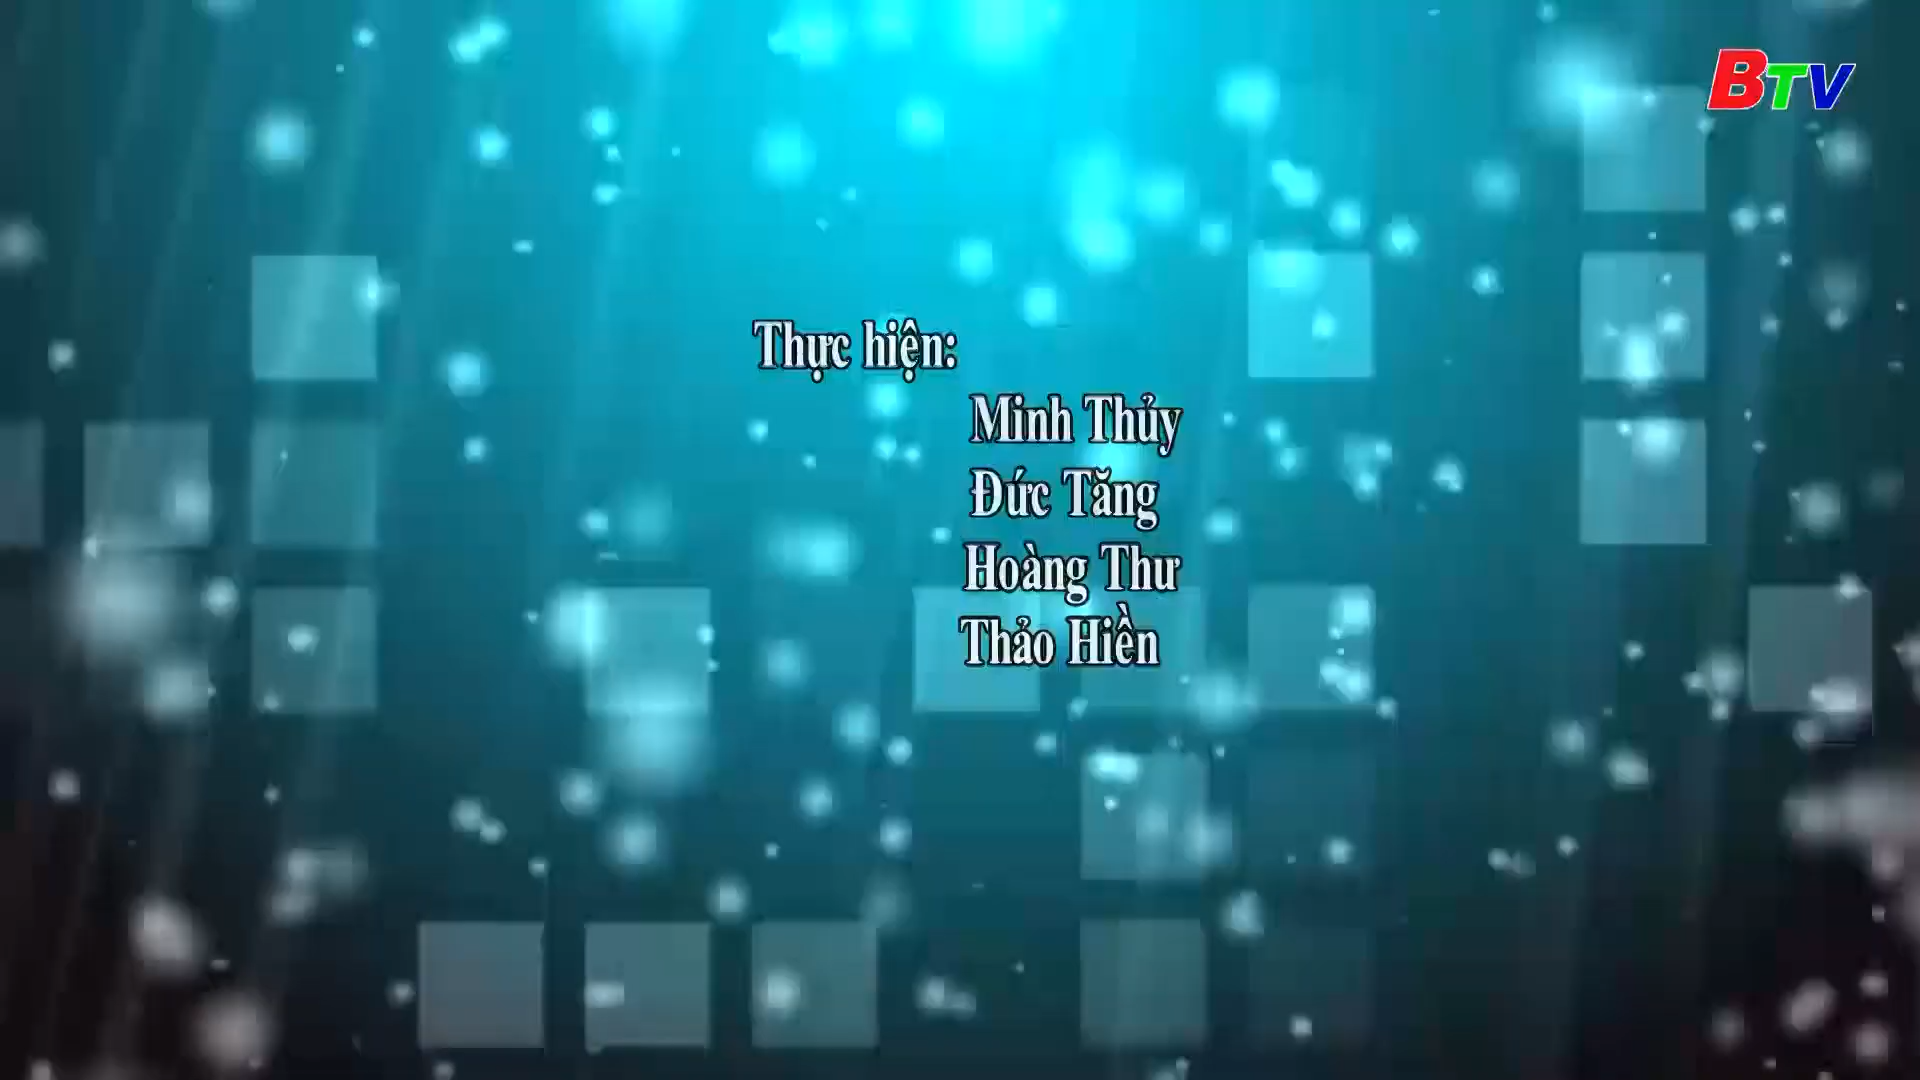 BTV
Thực hiện:
Minh Thủy
Đức Tăng
Hoàng Thư
Thảo Hiền